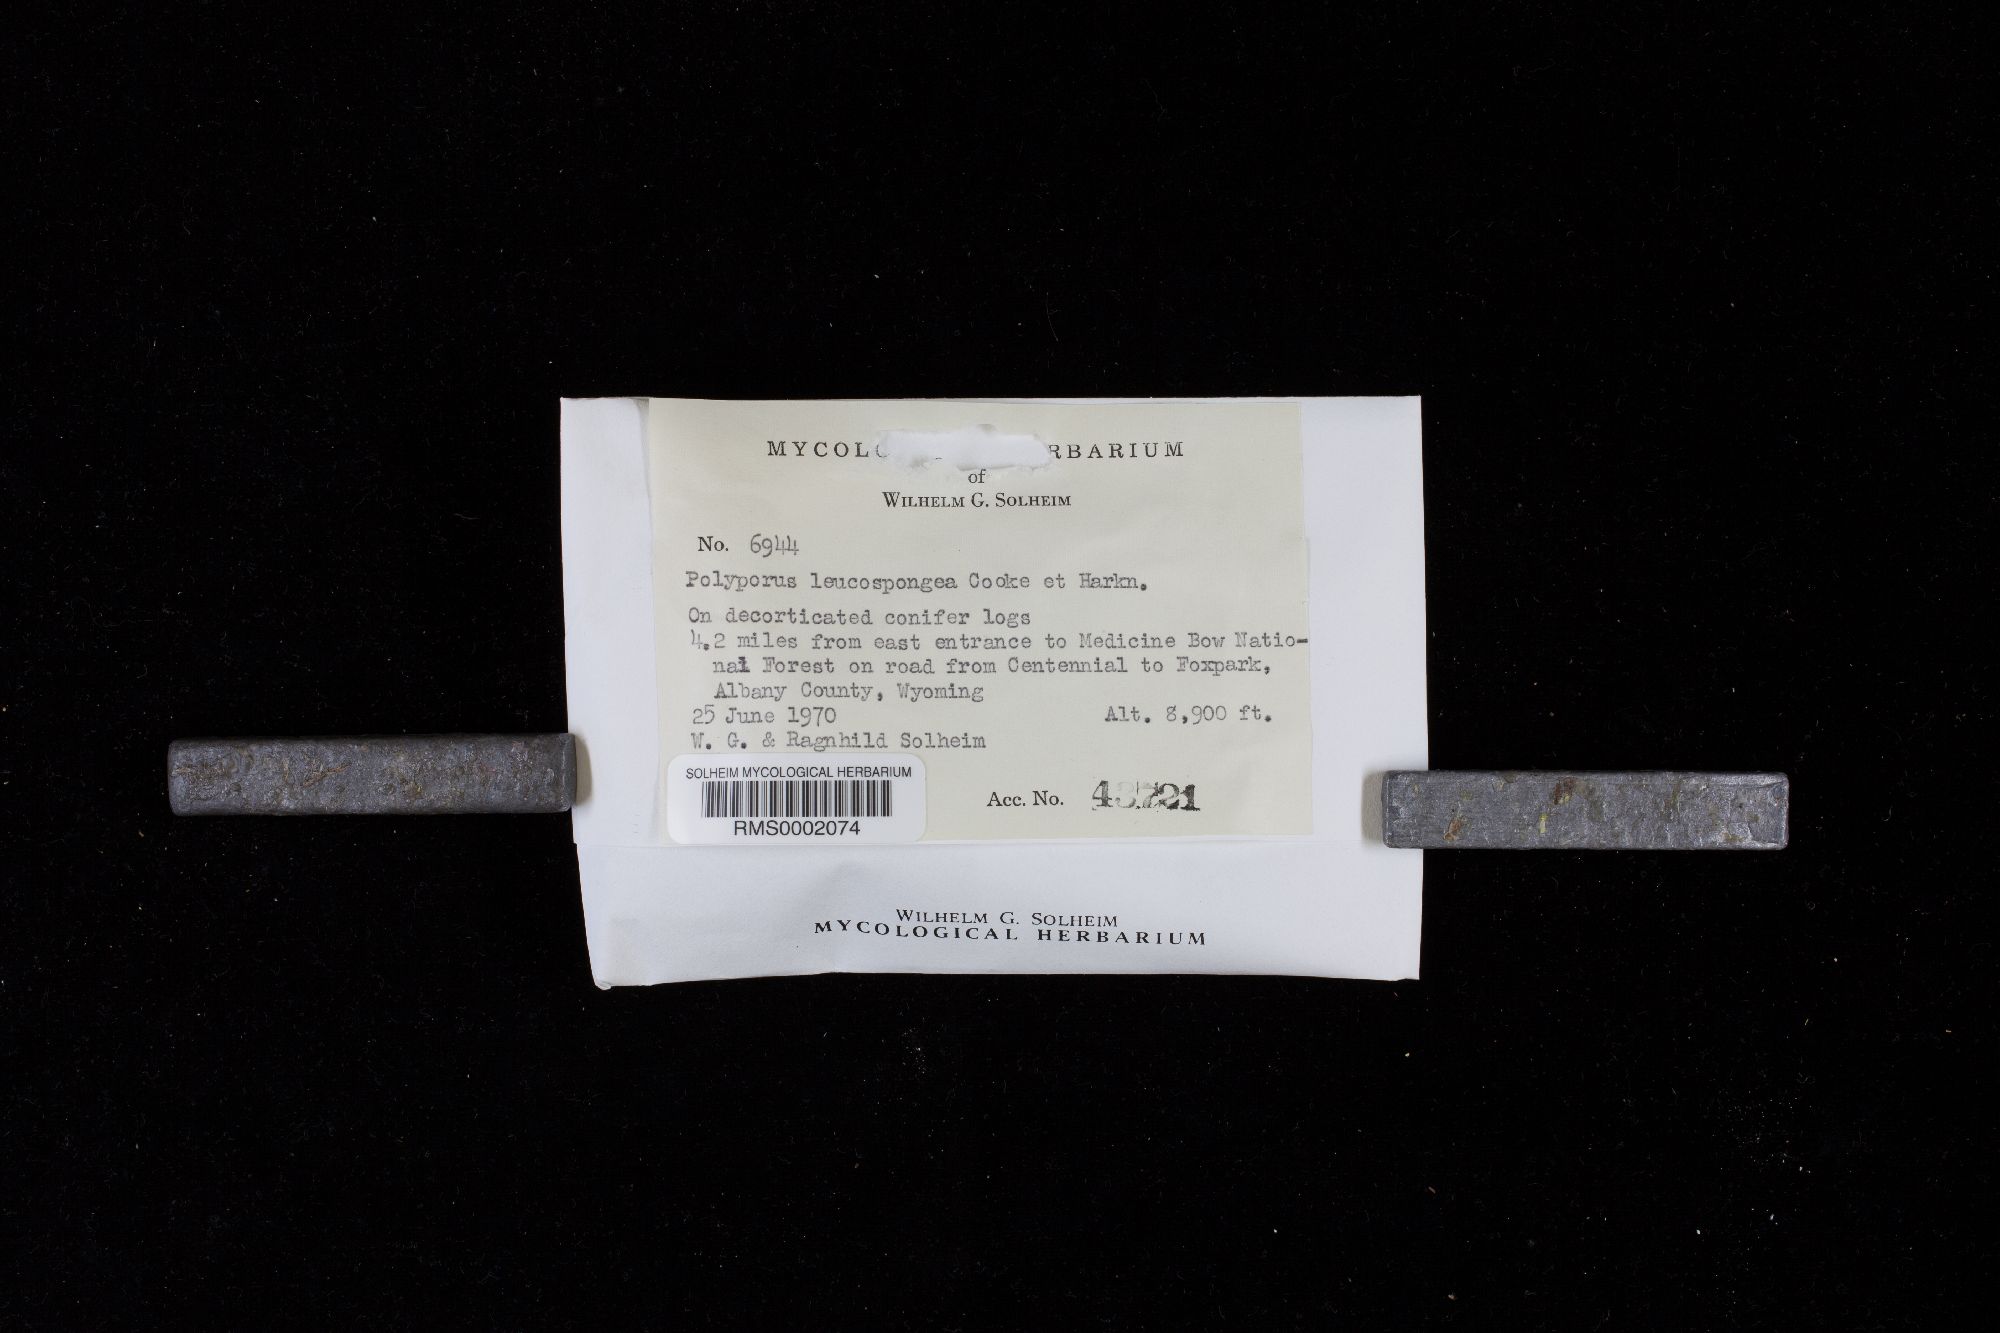 MYCOL RBARIUM
of
WILHELM G. SOLHEIM
No. 6944
Polyporus leucospongea Cooke et Harkn.
On decorticated conifer logs
4.2 miles from east entrance to Medicine Bow Natio-
nal Forest on road from Centennial to Foxpark,
Albany County, Wyoming
25 June 1970 Alt. 8,900 ft.
W. G. & Ragnhild Solheim
SOLHEIM MYCOLOGICAL HERBARIUM
RMS0002074
Acc. No.
WILHELM G. SOLHEIM
MYCOLOGICAL HERBARIUM